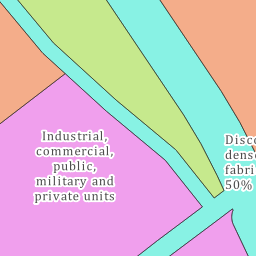 Industrial,
commercial,
public,
military and
private units
50%